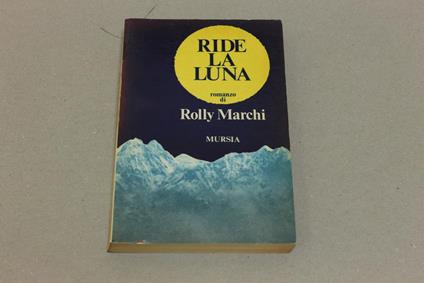 RIDE
LA
LUNA
romanzo
di
Rolly Marchi
MURSIA